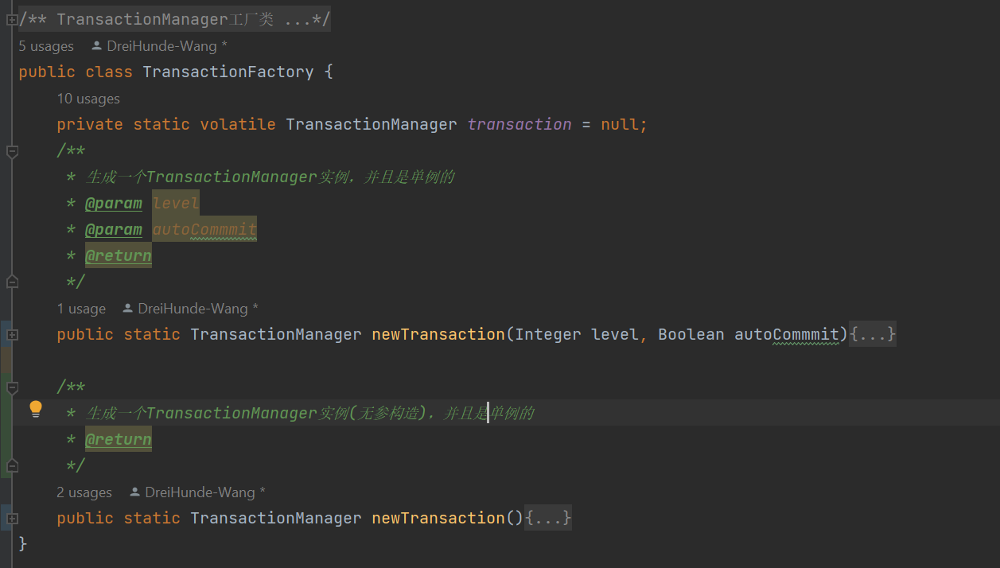 /** TransactionManager工厂类 ...*/
5 usages DreiHunde-Wang *
public class TransactionFactory {
10 usages
private static volatile TransactionManager transaction = null;
/**
* 生成一个TransactionManager实例，并且是单例的
* @param level
* @param autoCommmit
* @return
*/
1 usage DreiHunde-Wang *
public static TransactionManager newTransaction(Integer level, Boolean autoCommmit){...}
/**
* 生成一个TransactionManager实例(无参构造)，并且是单例的
* @return
*/
2 usages DreiHunde-Wang *
public static TransactionManager newTransaction(){...}
}